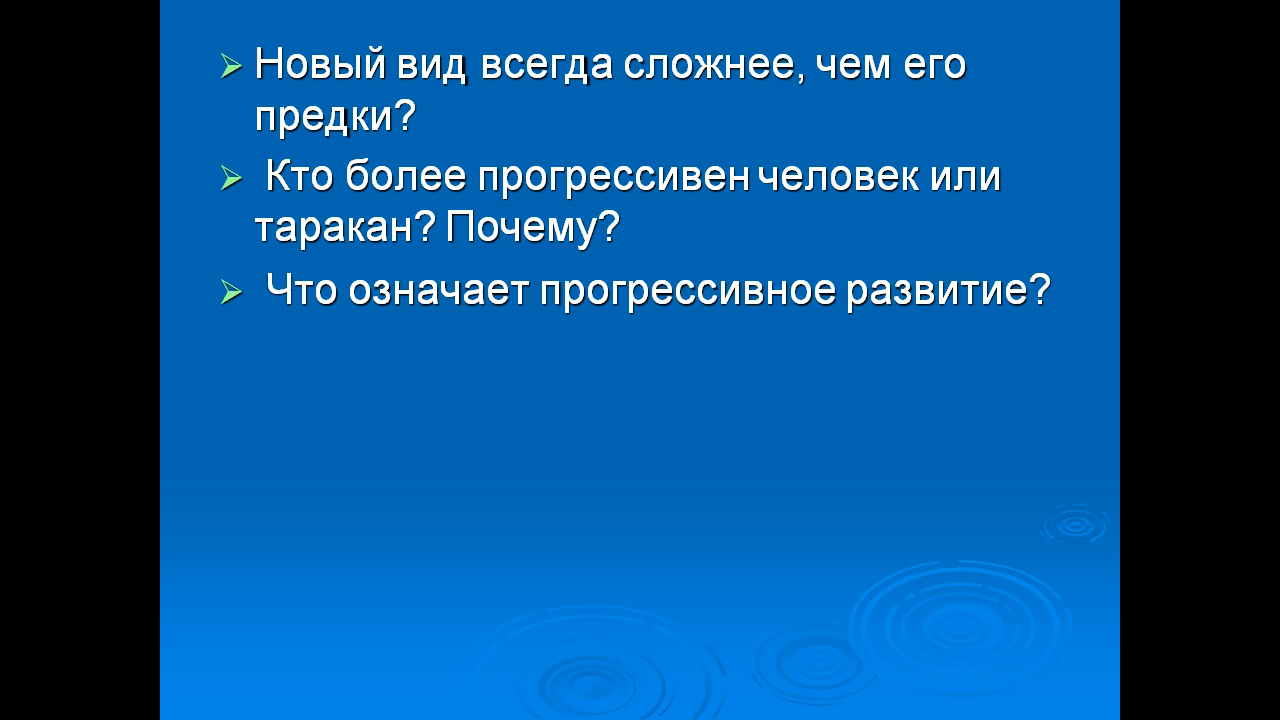 Новый вид всегда сложнее, чем его
предки?
Кто более прогрессивен человек или
таракан? Почему?
Что означает прогрессивное развитие?